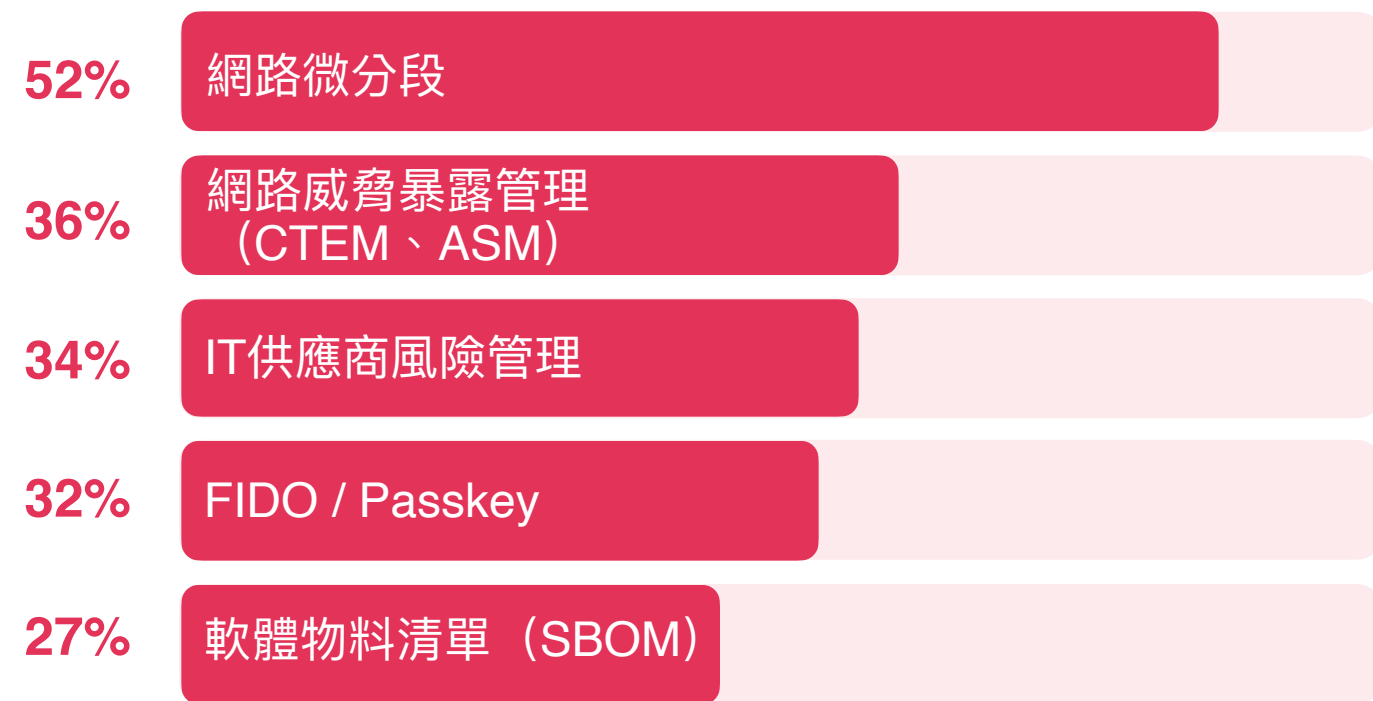 52%
網路微分段
36%
網路威脅暴露管理
（CTEM、ASM）
34%
IT供應商風險管理
32%
FIDO / Passkey
27%
軟體物料清單（SBOM）